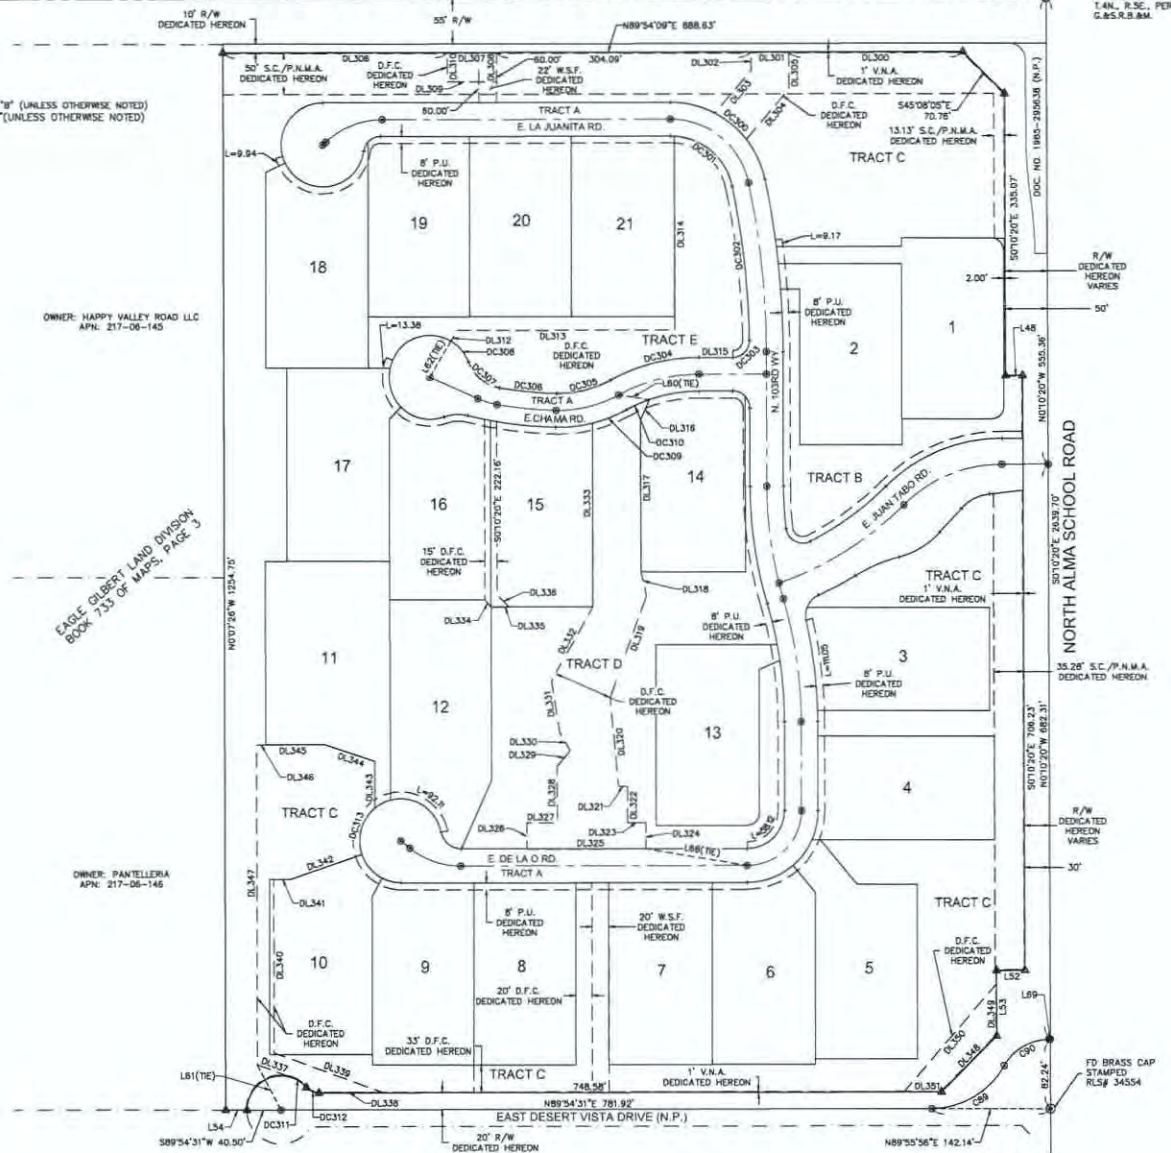 10' R/W
DEDICATED HEREON
55' R/W
N89°54'09"E 888.63'
T.4N., R.5E., PER
G.&S.R.B.&M.
DL306
DL310
DL307
60.00'
304.09'
DL301
DL305
DL300
50' S.C./P.N.M.A.
DEDICATED HEREON
D.F.C.
DEDICATED
HEREON
DL309
22' W.S.F.
DEDICATED
HEREON
DL302
DL303
1' V.N.A.
DEDICATED HEREON
"B" (UNLESS OTHERWISE NOTED)
"(UNLESS OTHERWISE NOTED)
60.00'
TRACT A
E. LA JUANITA RD.
DC300
DL304
D.F.C.
DEDICATED
HEREON
S45°08'05"E
70.76'
13.13' S.C./P.N.M.A.
DEDICATED HEREON
DOC. NO. 1985-295638 (N.P.)
L=9.94
8' P.U.
DEDICATED
HEREON
DC301
TRACT C
S0°10'20"E 335.07'
18
19
20
21
DL314
DC302
L=9.17
2.00'
R/W
DEDICATED
HEREON
VARIES
OWNER: HAPPY VALLEY ROAD LLC
APN: 217-06-145
8' P.U.
DEDICATED
HEREON
50'
L=13.38
L62(TIE)
DL312
DL313
D.F.C.
DEDICATED
HEREON
TRACT E
1
2
L48
DC308
DC307
DC306
DC305
DC304
DL315
DC303
L60(TIE)
TRACT A
E.CHAMA RD.
N. 103RD WY
N0°10'20"W 555.36'
DL316
DC310
DC309
17
16
S0°10'20"E 222.16'
15
DL333
DL317
14
TRACT B
E. JUAN TABO RD.
NORTH ALMA SCHOOL ROAD
S0°10'20"E 2639.70'
EAGLE GILBERT LAND DIVISION
BOOK 733 OF MAPS, PAGE 3
N0°07'26"W 1254.75'
15' D.F.C.
DEDICATED
HEREON
DL336
DL334
DL335
DL318
TRACT C
1' V.N.A.
DEDICATED HEREON
8' P.U.
DEDICATED
HEREON
DL332
DL319
11
12
TRACT D
3
L=111.05
8' P.U.
DEDICATED
HEREON
35.28' S.C./P.N.M.A.
DEDICATED HEREON
DL331
D.F.C.
DEDICATED
HEREON
DL320
13
S0°10'20"E 706.23'
N0°10'20"W 682.31'
DL345
DL344
DL346
DL343
DL330
DL329
DL328
4
L=92.11
DL321
DL322
TRACT C
DC313
DL326
DL327
DL323
DL324
R/W
DEDICATED
HEREON
VARIES
DL325
L66(TIE)
E. DE LA O RD.
TRACT A
DL342
30'
OWNER: PANTELLERIA
APN: 217-06-146
DL347
DL341
TRACT C
8' P.U.
DEDICATED
HEREON
20' W.S.F.
DEDICATED
HEREON
D.F.C.
DEDICATED
HEREON
DL340
10
9
8
7
6
5
L52
20' D.F.C.
DEDICATED HEREON
D.F.C.
DEDICATED
HEREON
DL349
L53
L69
33' D.F.C.
DEDICATED HEREON
DL350
DL348
C90
DL337
DL339
L61(TIE)
TRACT C
1' V.N.A.
DEDICATED HEREON
82.24'
FD BRASS CAP
STAMPED
RLS# 34554
748.58'
DL351
DL338
N89°54'31"E 781.92'
C89
L54
DC311
DC312
EAST DESERT VISTA DRIVE (N.P.)
S89°54'31"W 40.50'
20' R/W
DEDICATED HEREON
N89°55'56"E 142.14'